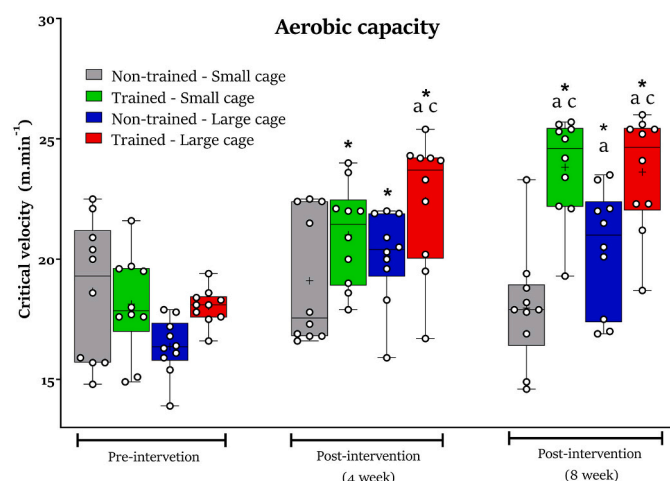 Aerobic capacity
30
25
20
15
Critical velocity (m.min⁻¹)
Non-trained - Small cage
Trained - Small cage
Non-trained - Large cage
Trained - Large cage
*
*
*
a c
*
a c
*
a
*
a c
Pre-intervetion
Post-intervention
(4 week)
Post-intervention
(8 week)